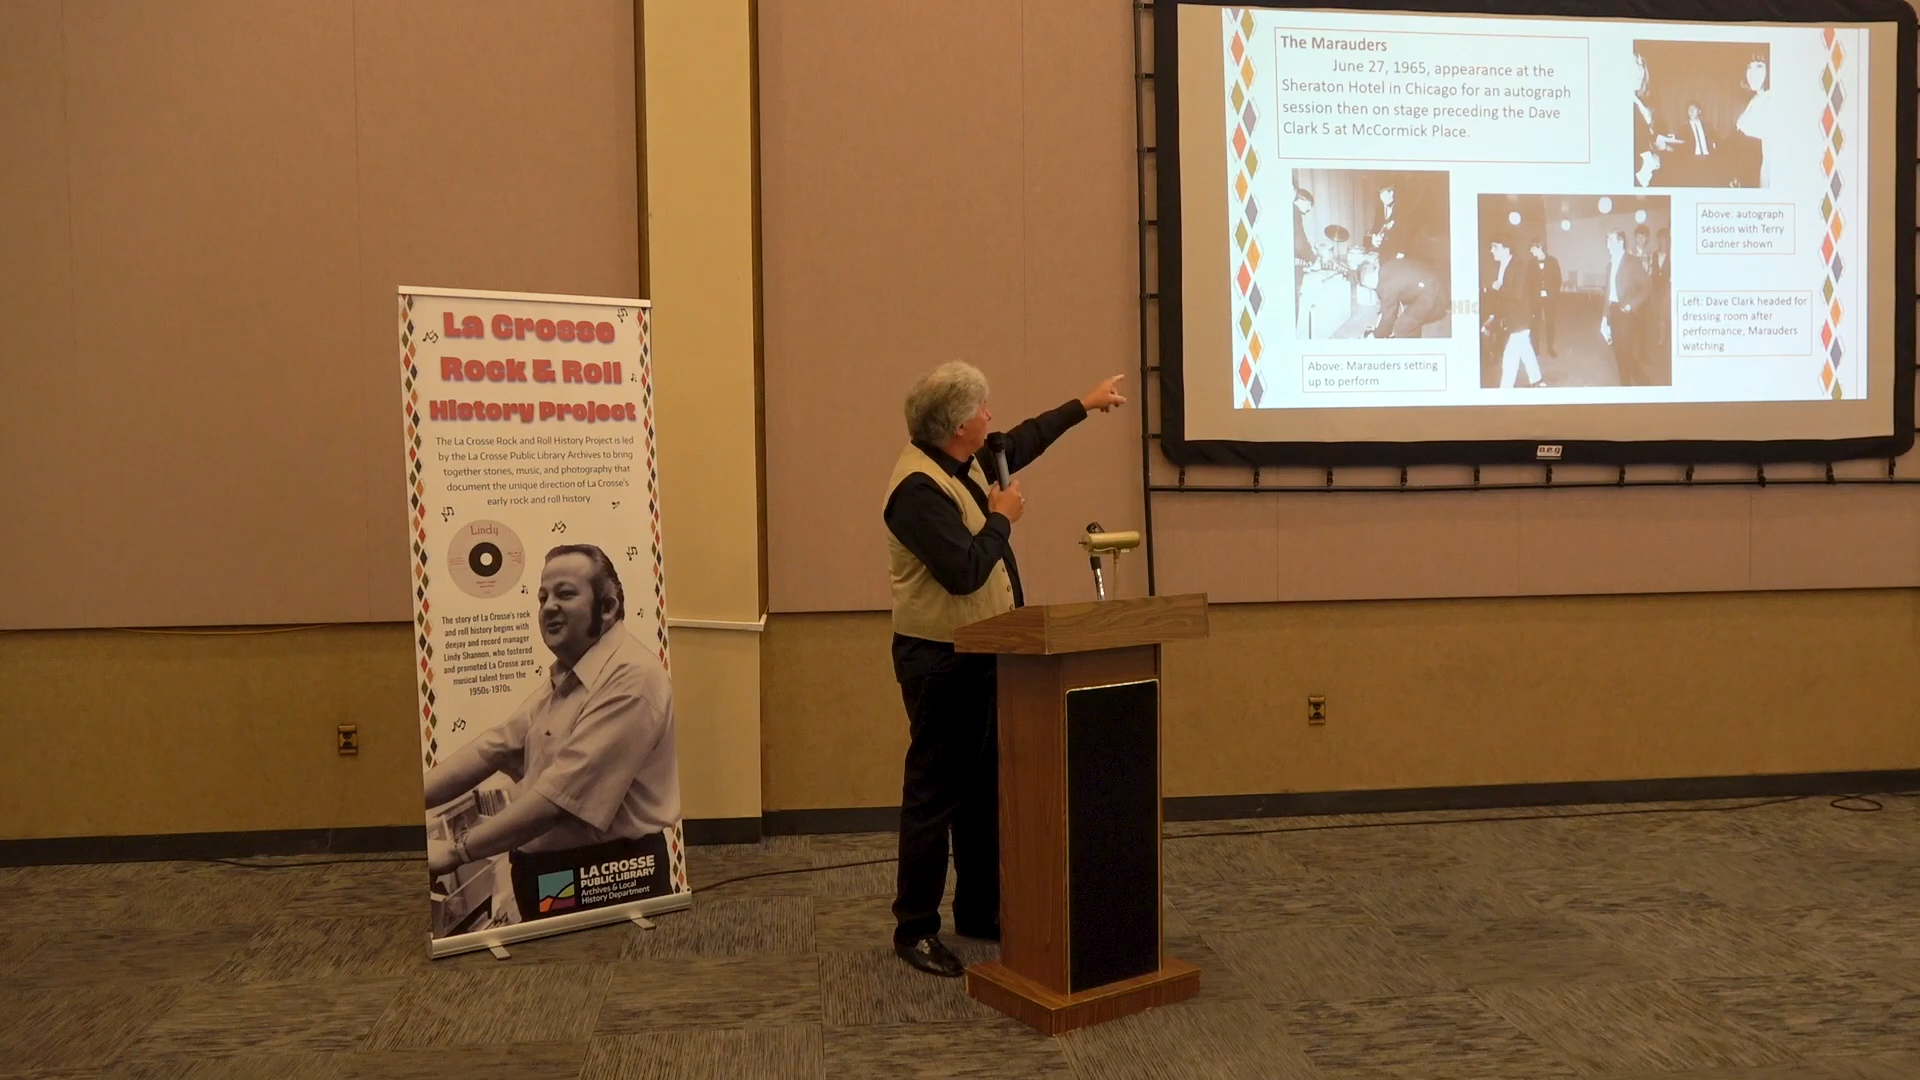 La Crosse
Rock & Roll
History Project
The La Crosse Rock and Roll History Project is led
by the La Crosse Public Library Archives to bring
together stories, music, and photography that
document the unique direction of La Crosse's
early rock and roll history.
Lindy
The story of La Crosse's rock
and roll history begins with
deejay and record manager
Lindy Shannon, who fostered
and promoted La Crosse area
musical talent from the
1950s-1970s.
LA CROSSE
PUBLIC LIBRARY
Archives & Local
History Department
The Marauders
June 27, 1965, appearance at the
Sheraton Hotel in Chicago for an autograph
session then on stage preceding the Dave
Clark 5 at McCormick Place.
Above: autograph
session with Terry
Gardner shown
Left: Dave Clark headed for
dressing room after
performance, Marauders
watching
Above: Marauders setting
up to perform